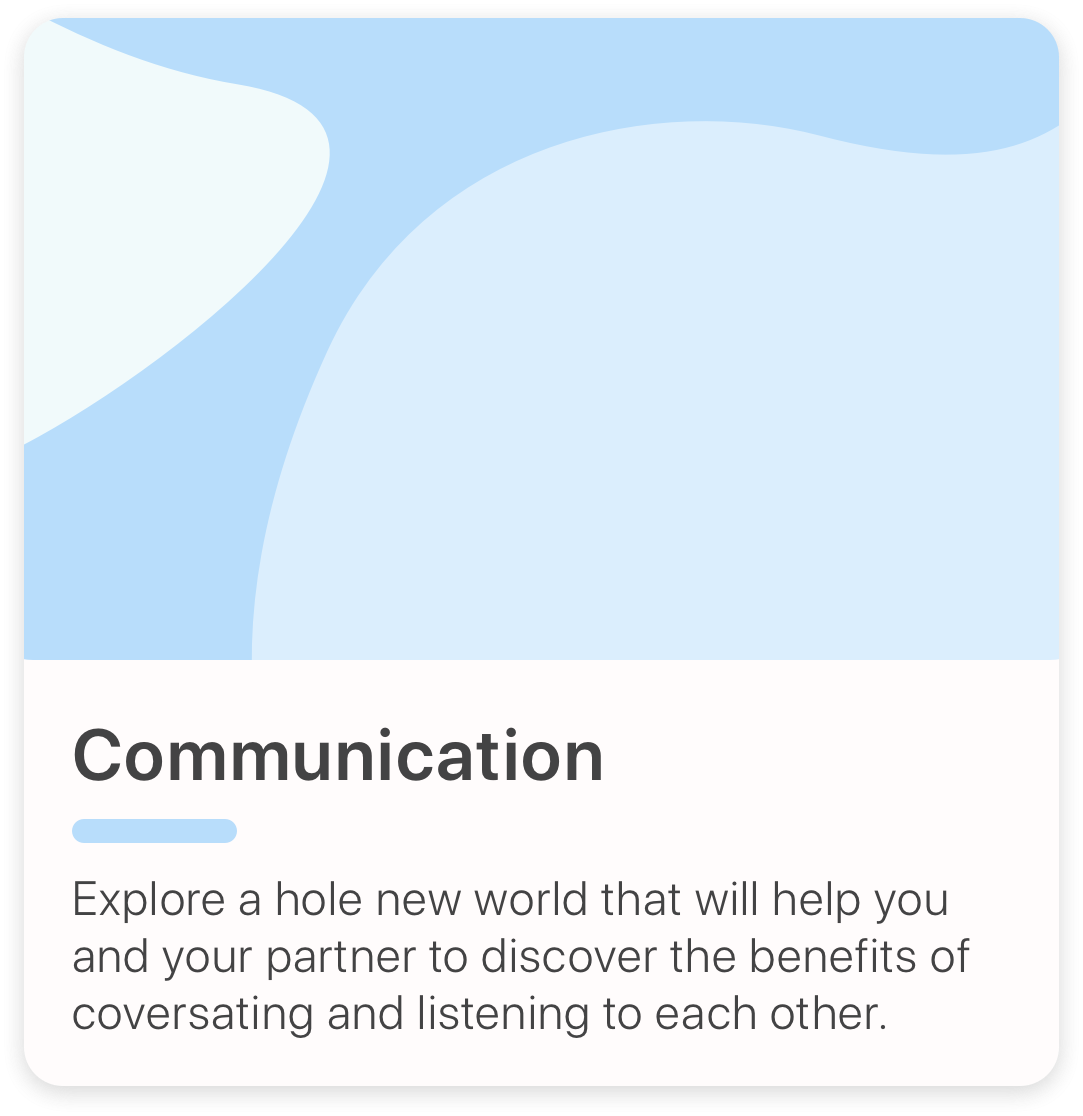 Communication
Explore a hole new world that will help you
and your partner to discover the benefits of
coversating and listening to each other.